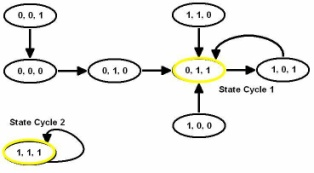 0, 0, 1
1, 1, 0
0, 0, 0
0, 1, 0
0, 1, 1
1, 0, 1
State Cycle 1
1, 0, 0
State Cycle 2
1, 1, 1